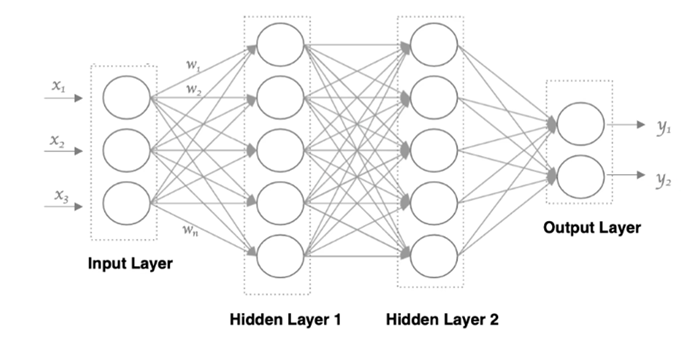 x₁
x₂
x₃
w₁
w₂
wₙ
y₁
y₂
Input Layer
Hidden Layer 1
Hidden Layer 2
Output Layer